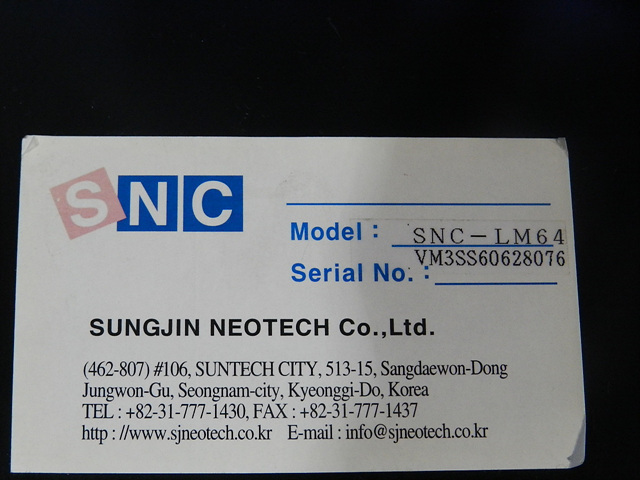 SNC
Model : SNC-LM64
Serial No. : VM3SS60628076
SUNGJIN NEOTECH Co.,Ltd.
(462-807) #106, SUNTECH CITY, 513-15, Sangdaewon-Dong
Jungwon-Gu, Seongnam-city, Kyeonggi-Do, Korea
TEL : +82-31-777-1430, FAX : +82-31-777-1437
http : //www.sjneotech.co.kr E-mail : info@sjneotech.co.kr